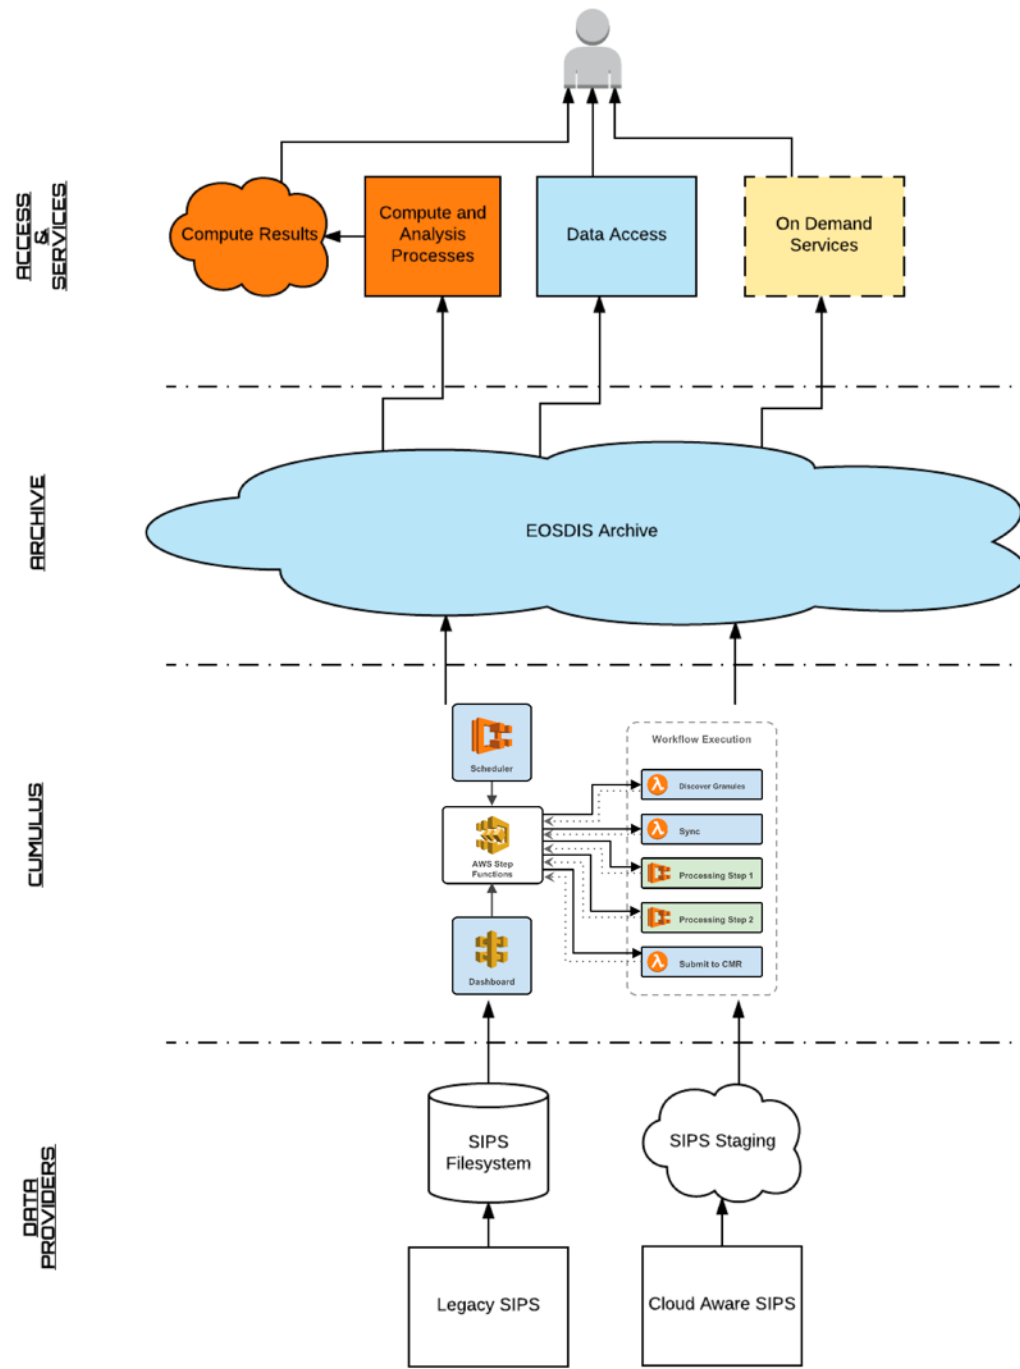 ACCESS
&
SERVICES
Compute Results
Compute and
Analysis
Processes
Data Access
On Demand
Services
ARCHIVE
EOSDIS Archive
CUMULUS
Scheduler
AWS Step
Functions
Dashboard
Workflow Execution
Discover Granules
Sync
Processing Step 1
Processing Step 2
Submit to CMR
DATA
PROVIDERS
SIPS
Filesystem
SIPS Staging
Legacy SIPS
Cloud Aware SIPS